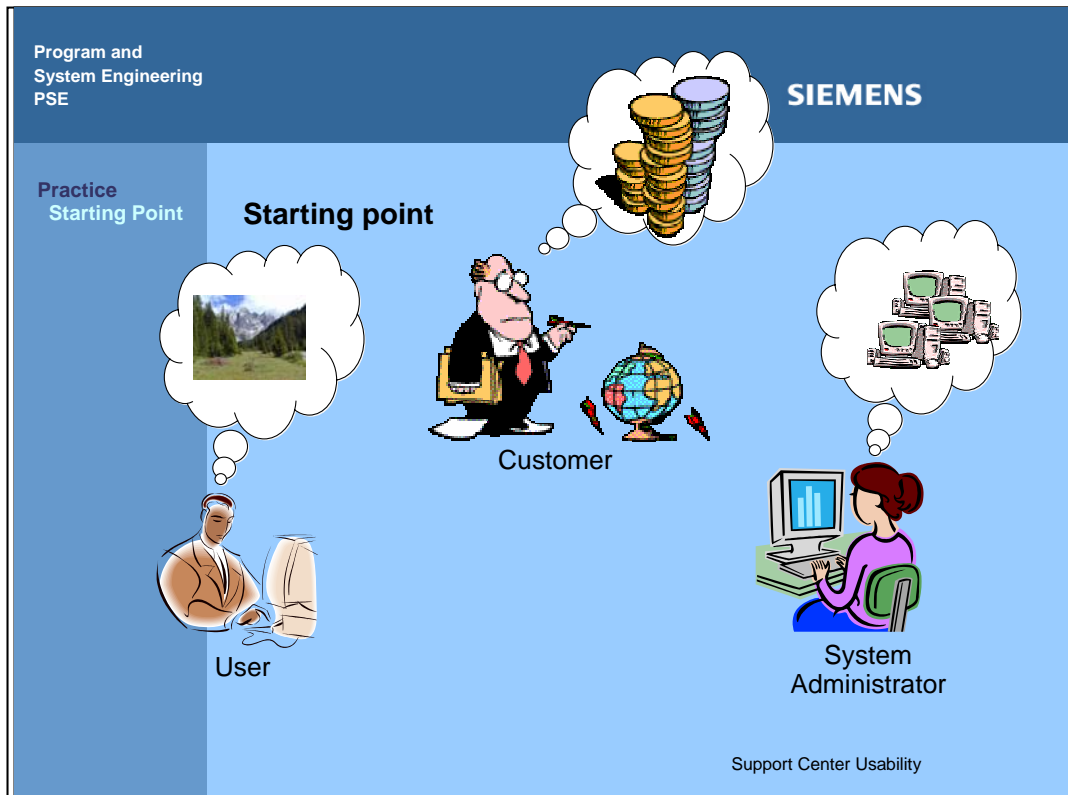 Program and
System Engineering
PSE
SIEMENS
Practice
Starting Point
Starting point
Customer
User
System
Administrator
Support Center Usability